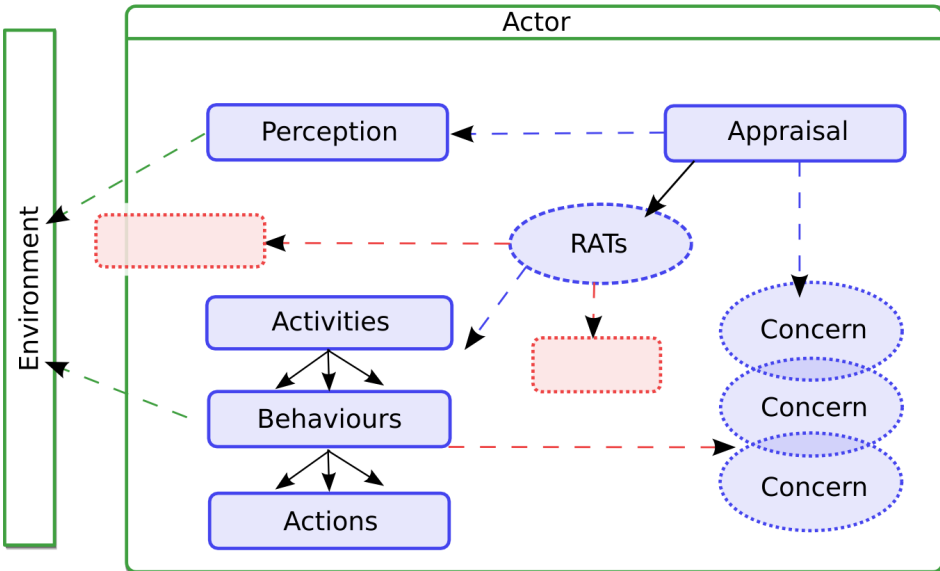 Actor
Perception
Appraisal
Environment
RATs
Activities
Concern
Behaviours
Concern
Concern
Actions